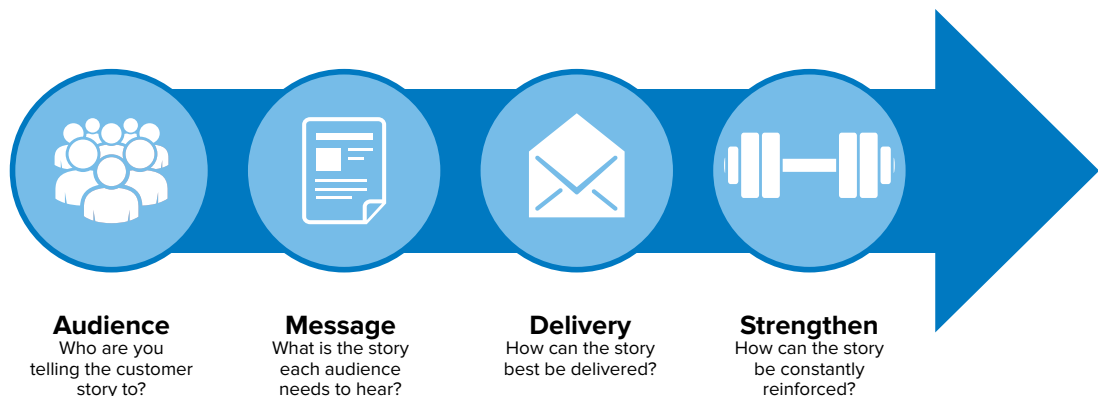 Audience
Who are you
telling the customer
story to?
Message
What is the story
each audience
needs to hear?
Delivery
How can the story
best be delivered?
Strengthen
How can the story
be constantly
reinforced?